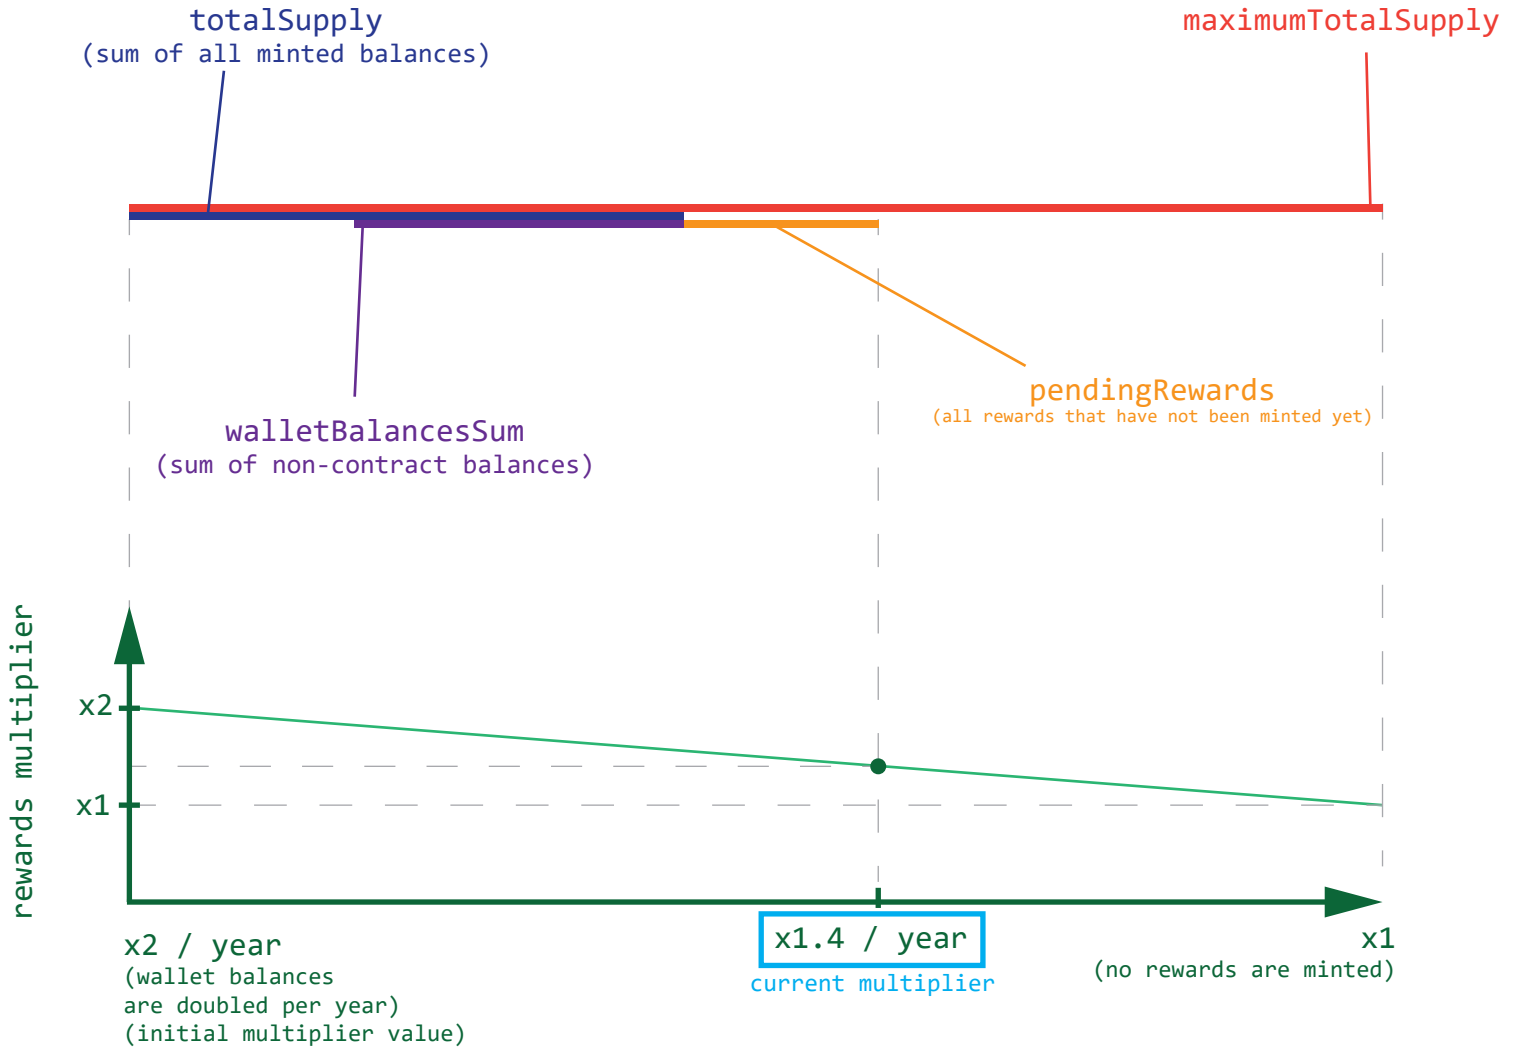 totalSupply
(sum of all minted balances)
maximumTotalSupply
pendingRewards
(all rewards that have not been minted yet)
walletBalancesSum
(sum of non-contract balances)
rewards multiplier
x2
x1
x2 / year
(wallet balances
are doubled per year)
(initial multiplier value)
x1.4 / year
current multiplier
x1
(no rewards are minted)